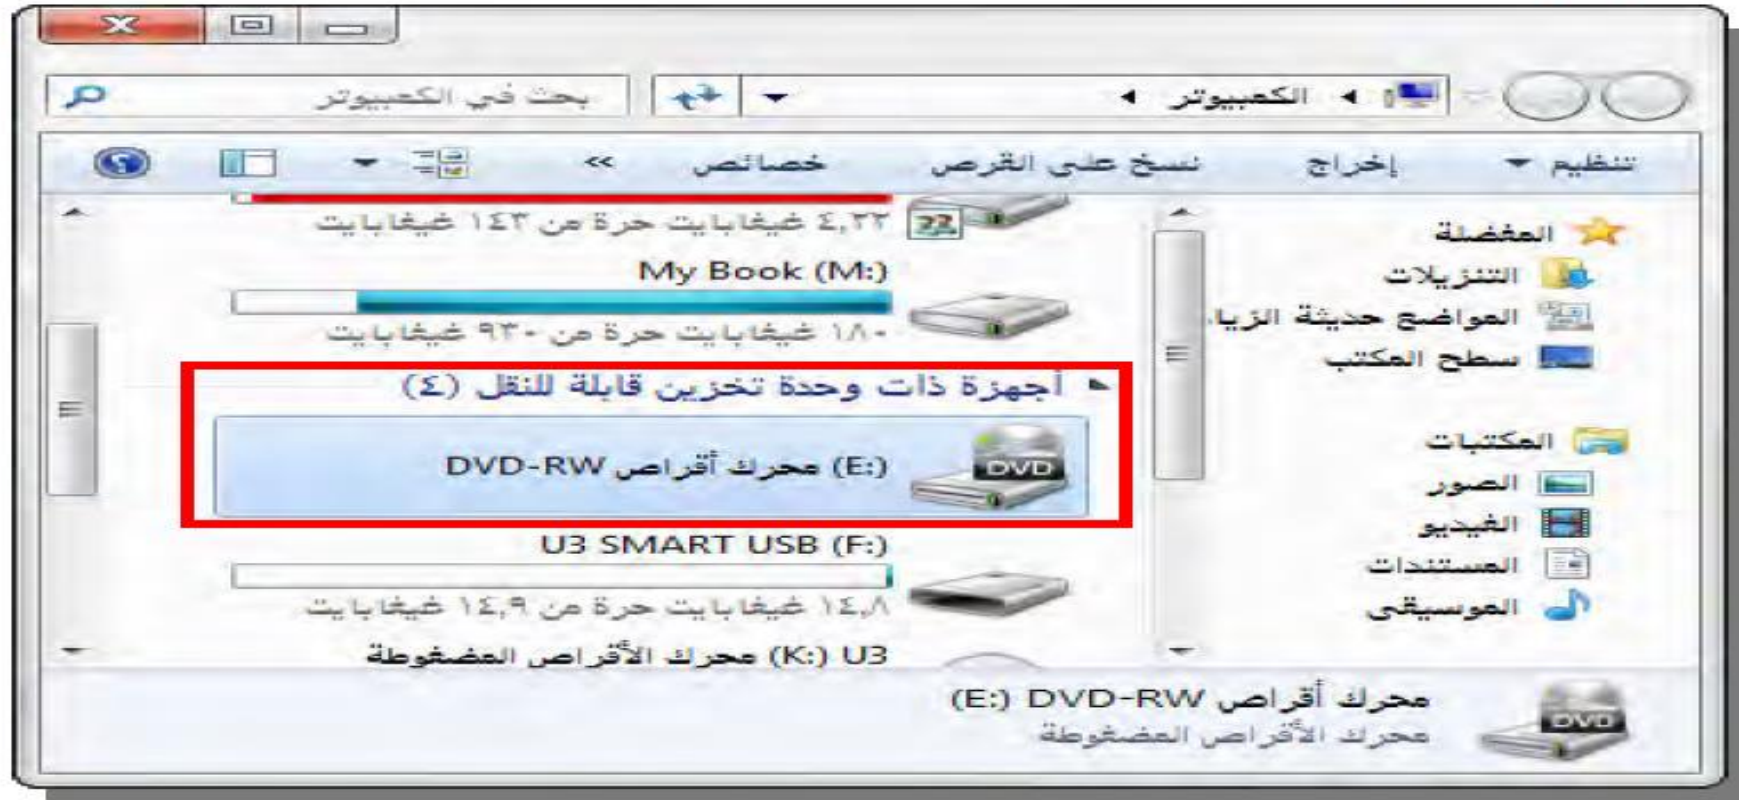 الكمبيوتر
بحث في الكمبيوتر
تنظيم
إخراج
نسخ على القرص
خصائص
»
المفضلة
التنزيلات
المواضع حديثة الزيا
سطح المكتب
المكتبات
الصور
الفيديو
المستندات
الموسيقى
٤,٢٢ غيغابايت حرة من ١٤٣ غيغابايت
My Book (M:)
١٨٠ غيغابايت حرة من ٩٣٠ غيغابايت
أجهزة ذات وحدة تخزين قابلة للنقل (٤)
(E:) محرك أقراص DVD-RW
DVD
U3 SMART USB (F:)
١٤,٨ غيغابايت حرة من ١٤,٩ غيغابايت
U3 (K:) محرك الأقراص المضغوطة
محرك أقراص DVD-RW (E:)
محرك الأقراص المضغوطة
DVD